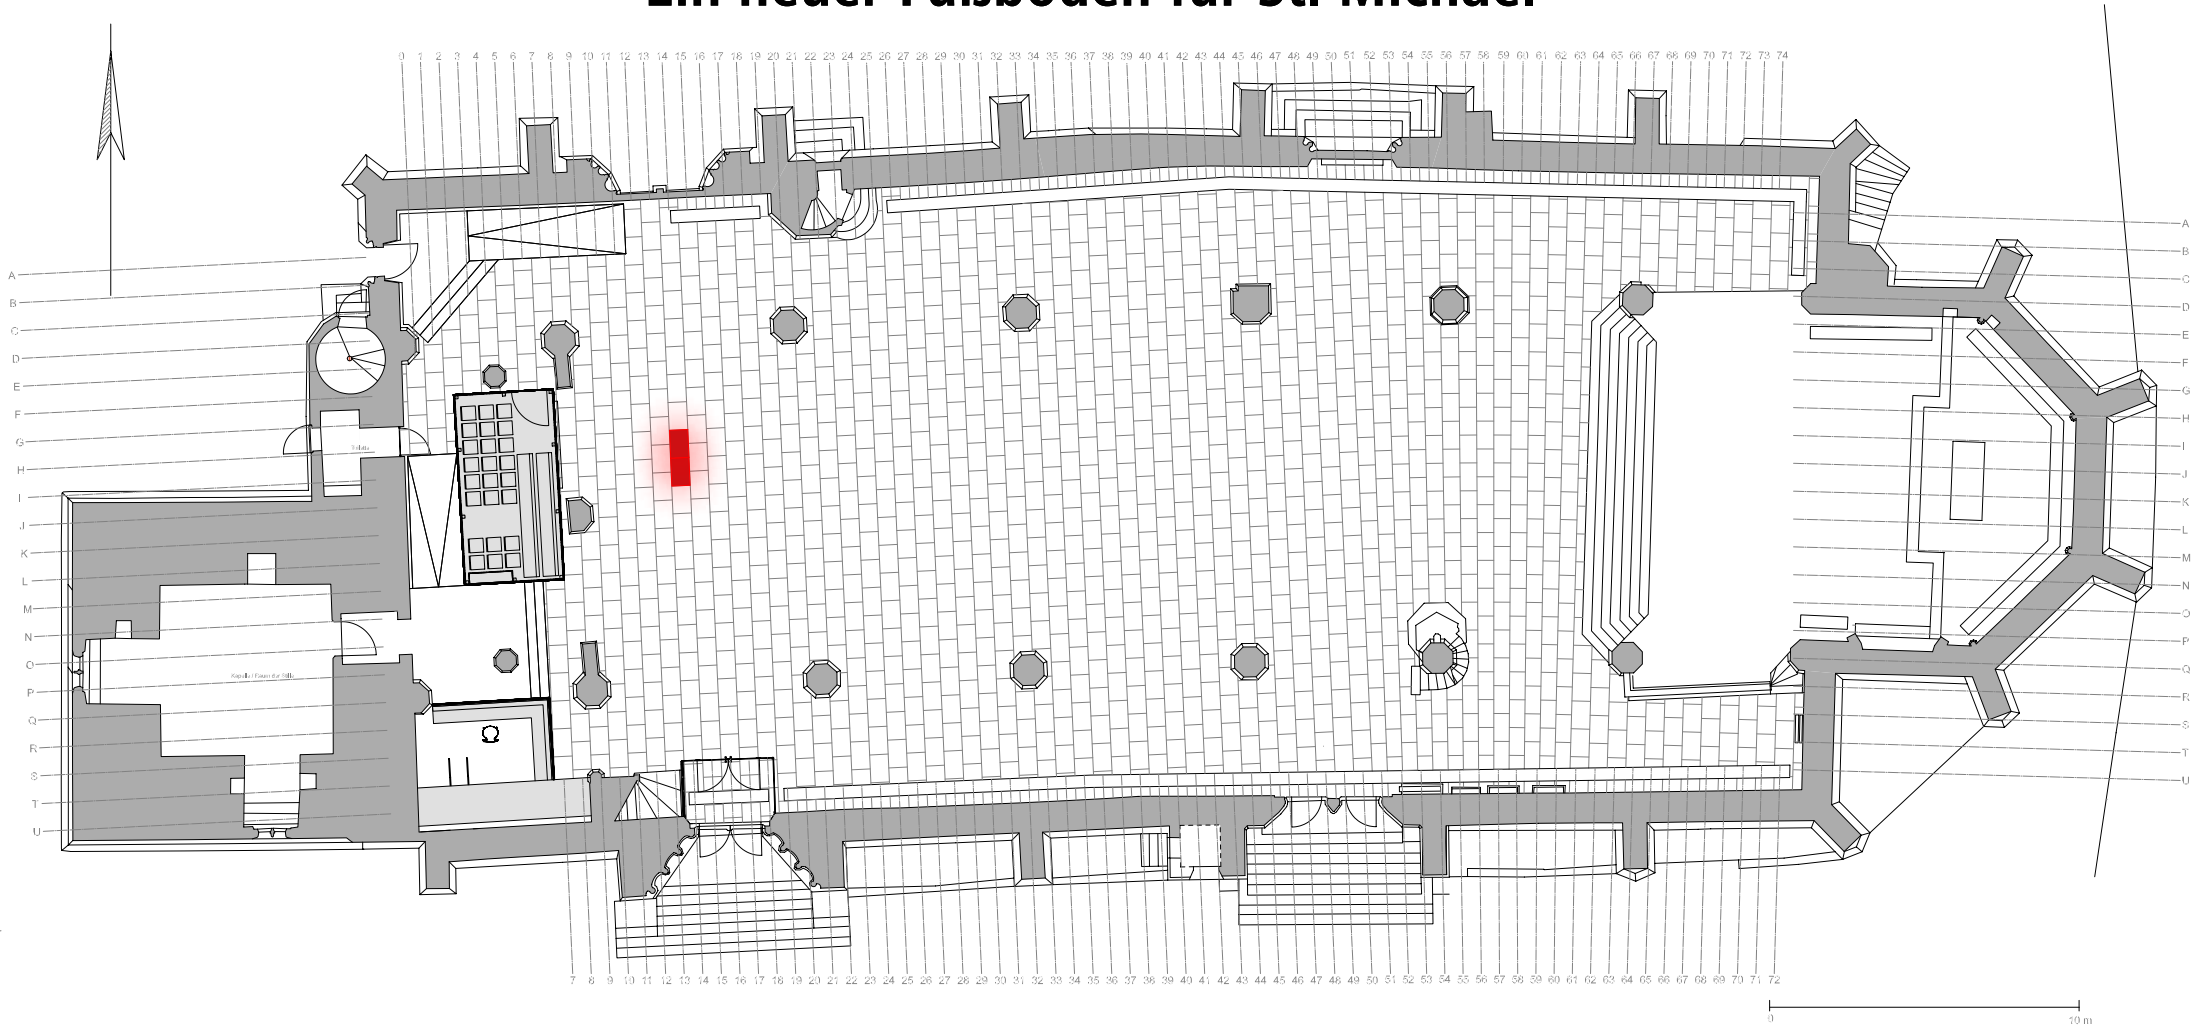 Ein neuer Fußboden für St. Michael
0 1 2 3 4 5 6 7 8 9 10 11 12 13 14 15 16 17 18 19 20 21 22 23 24 25 26 27 28 29 30 31 32 33 34 35 36 37 38 39 40 41 42 43 44 45 46 47 48 49 50 51 52 53 54 55 56 57 58 59 60 61 62 63 64 65 66 67 68 69 70 71 72 73 74
A
B
C
D
E
F
G
H
I
J
K
L
M
N
O
P
Q
R
S
T
U
A
B
C
D
E
F
G
H
I
J
K
L
M
N
O
P
Q
R
S
T
U
Kapelle / Raum der Stille
7 8 9 10 11 12 13 14 15 16 17 18 19 20 21 22 23 24 25 26 27 28 29 30 31 32 33 34 35 36 37 38 39 40 41 42 43 44 45 46 47 48 49 50 51 52 53 54 55 56 57 58 59 60 61 62 63 64 65 66 67 68 69 70 71 72
0 10 m